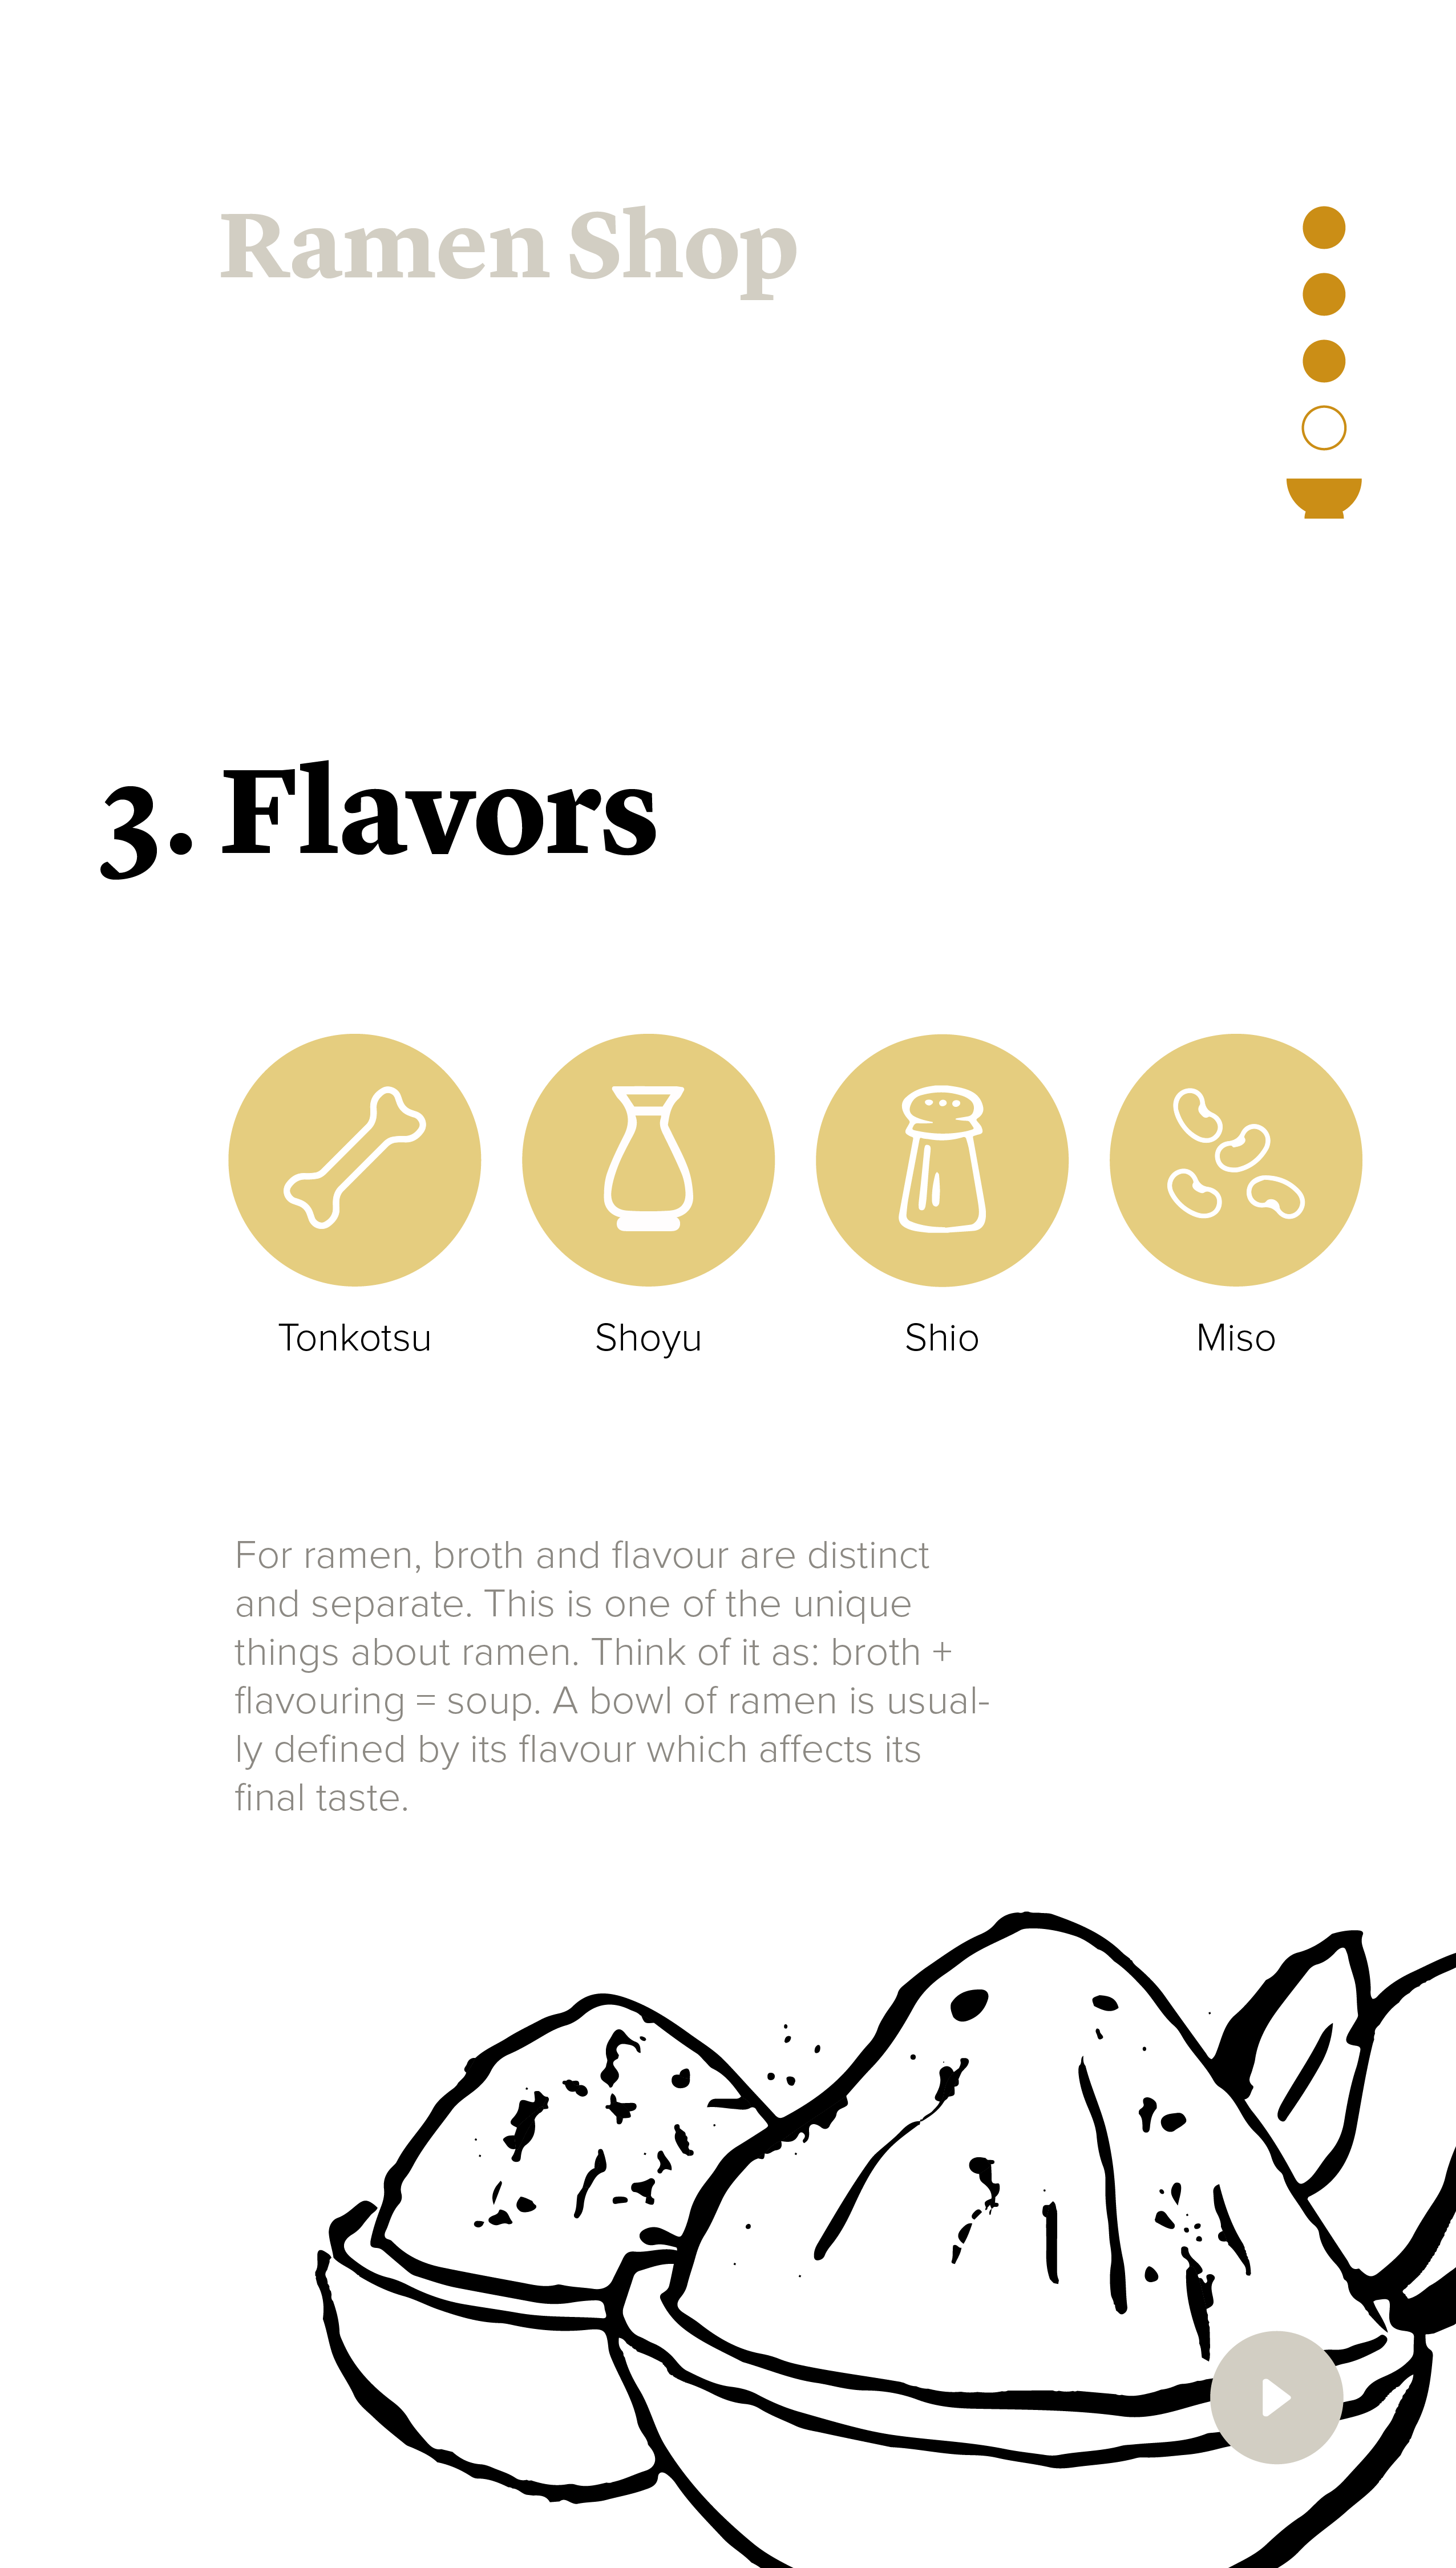 Ramen Shop
3. Flavors
Tonkotsu
Shoyu
Shio
Miso
For ramen, broth and flavour are distinct
and separate. This is one of the unique
things about ramen. Think of it as: broth +
flavouring = soup. A bowl of ramen is usual-
ly defined by its flavour which affects its
final taste.